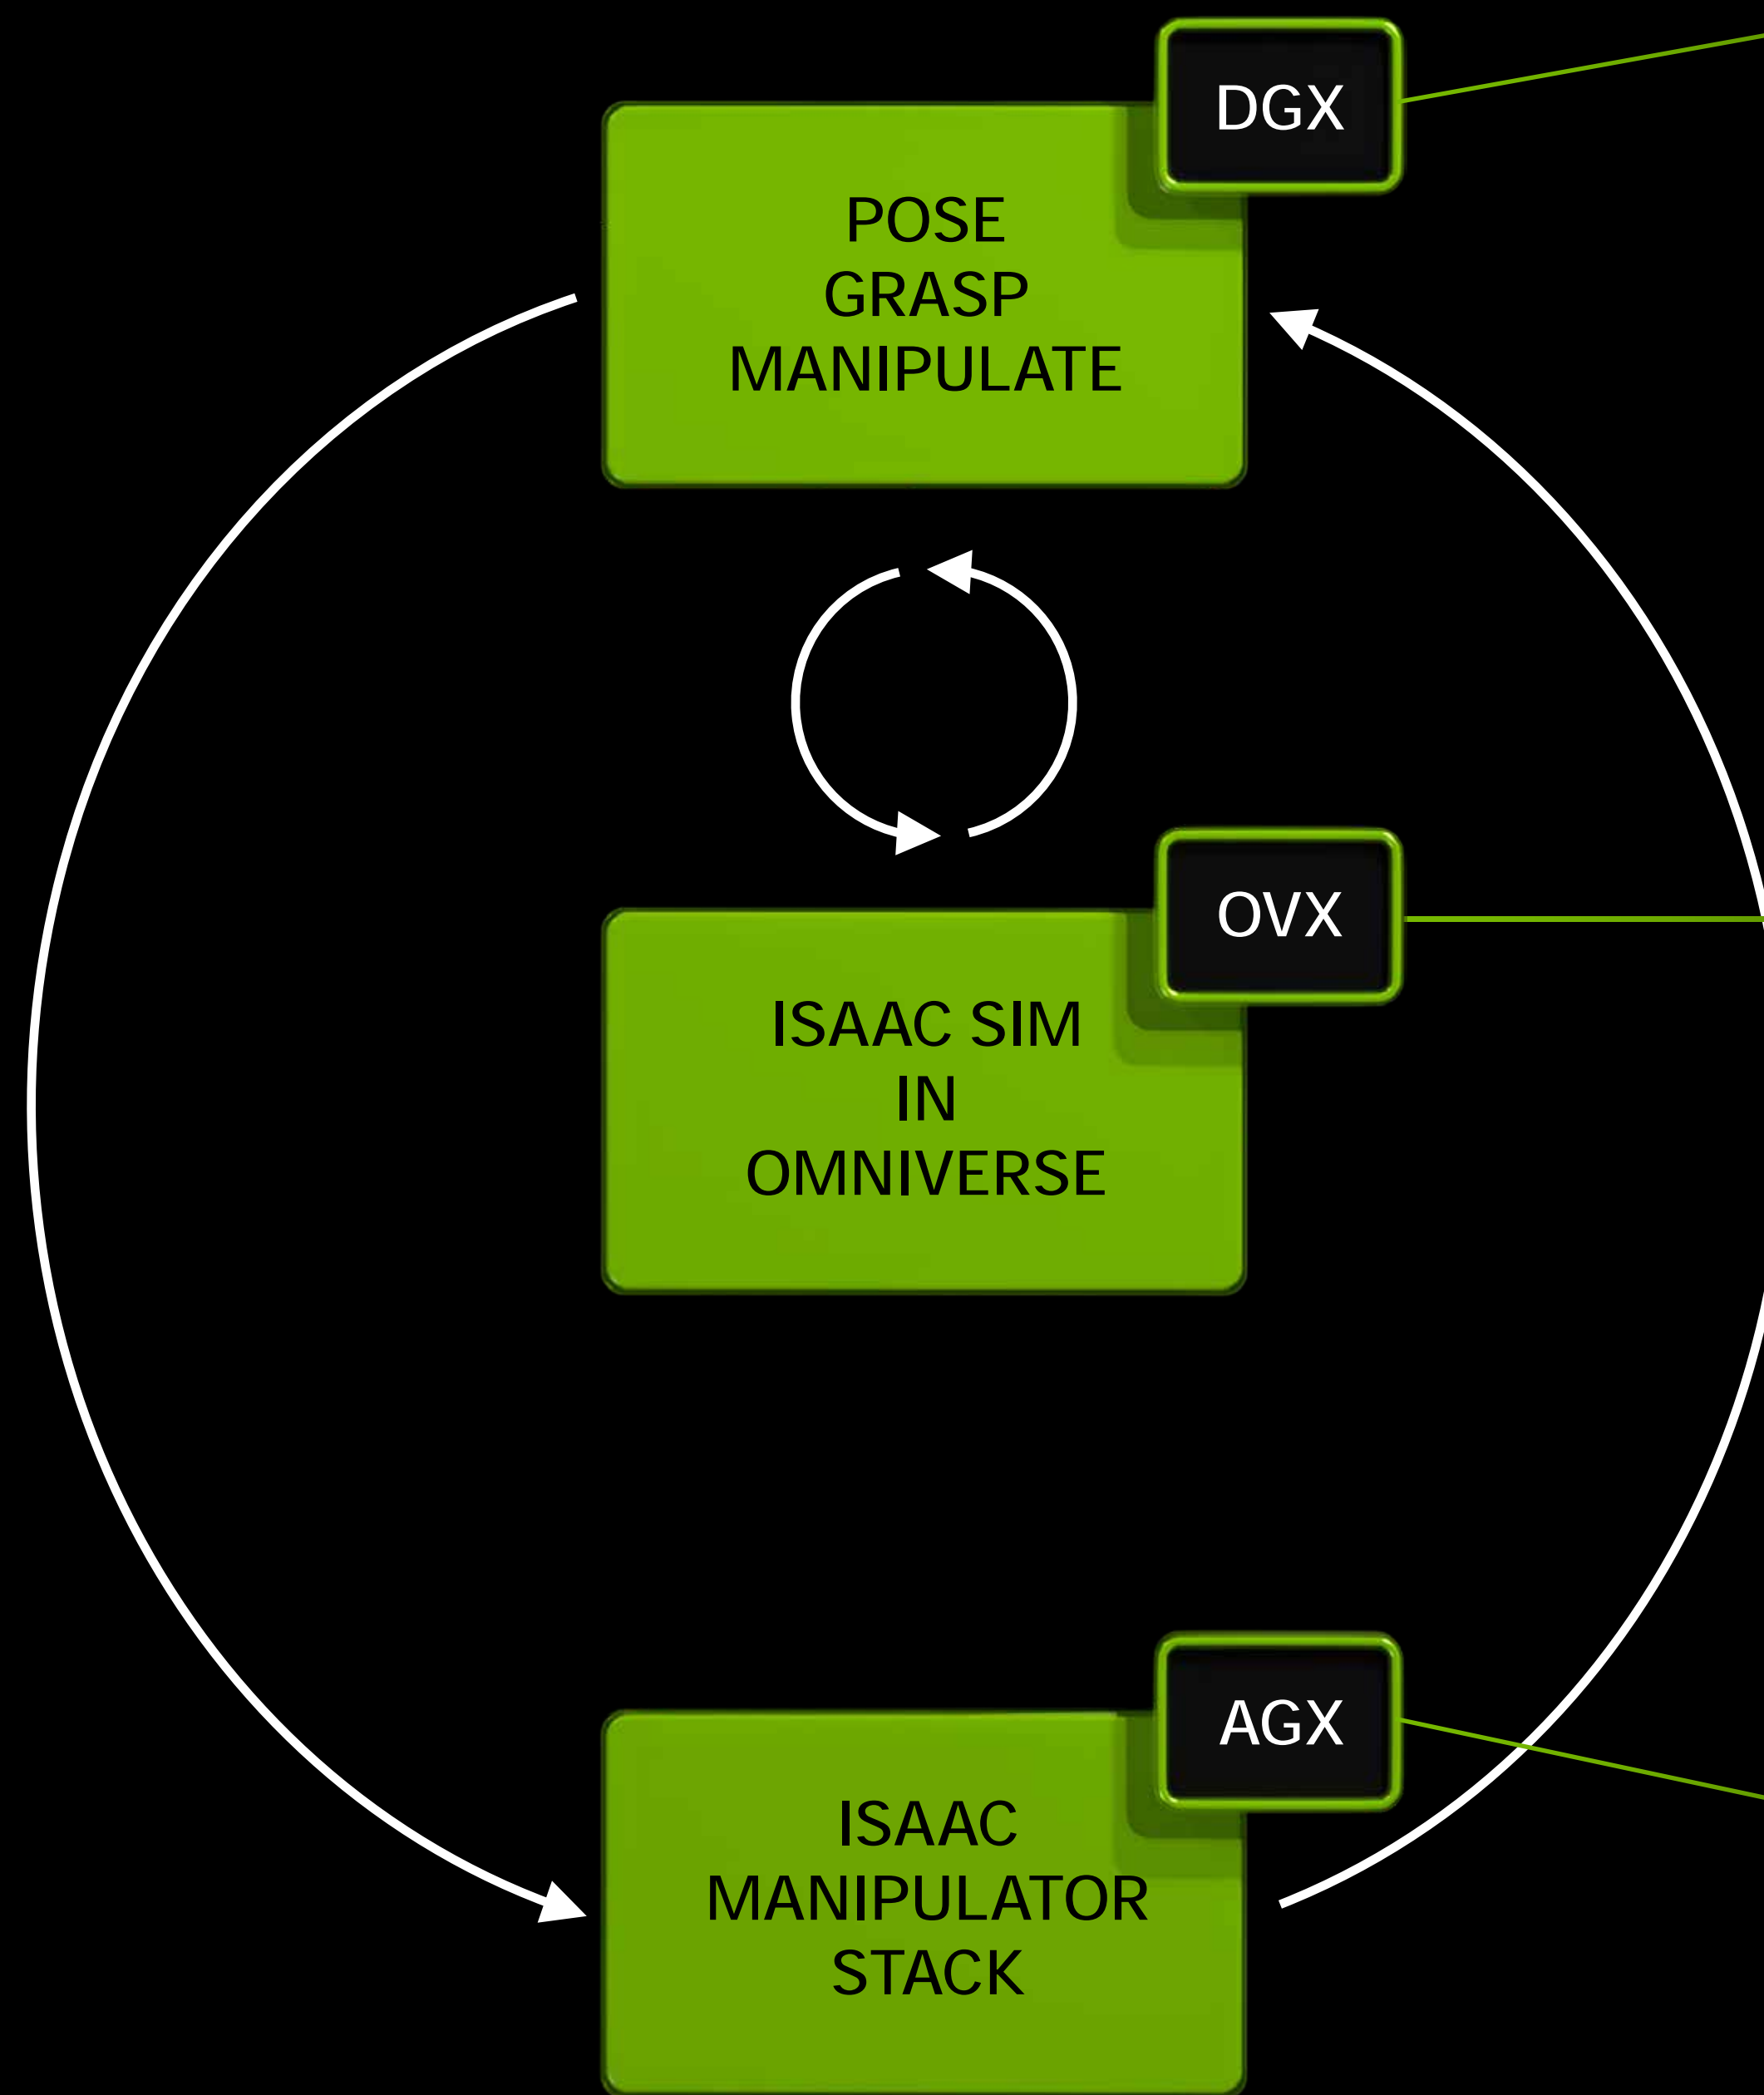 DGX
POSE
GRASP
MANIPULATE
OVX
ISAAC SIM
IN
OMNIVERSE
AGX
ISAAC
MANIPULATOR
STACK